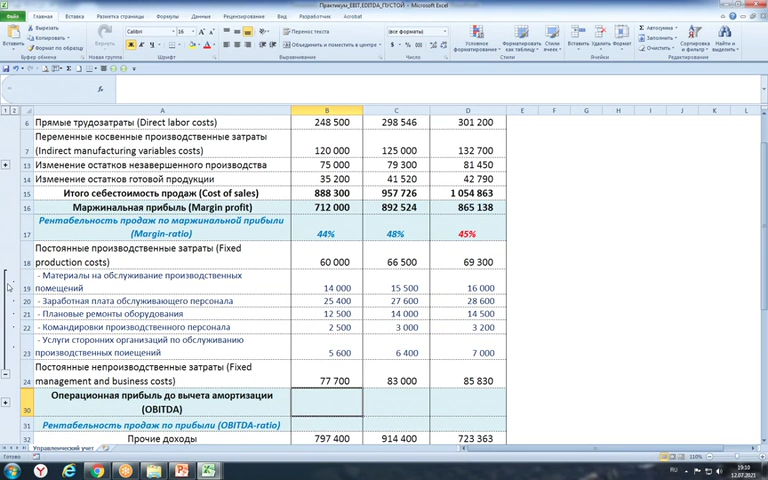 Практикум_EBIT,EDITDA_ПУСТОЙ – Microsoft Excel
Файл Главная Вставка Разметка страницы Формулы Данные Рецензирование Вид Разработчик Acrobat
Вставить Вырезать Копировать Формат по образцу Calibri 16 Перенос текста Объединить и поместить в центре (все форматы) Условное форматирование Форматировать как таблицу Стили ячеек Вставить Удалить Формат Автосумма Заполнить Очистить Сортировка и фильтр Найти и выделить
Буфер обмена Шрифт Выравнивание Число Стили Ячейки Редактирование
fx
1 2 A B C D E F G H I J K L
6 Прямые трудозатраты (Direct labor costs) 248 500 298 546 301 200
Переменные косвенные производственные затраты
7 (Indirect manufacturing variables costs) 120 000 125 000 132 700
13 Изменение остатков незавершенного производства 75 000 79 300 81 450
14 Изменение остатков готовой продукции 35 200 41 520 42 790
15 Итого себестоимость продаж (Cost of sales) 888 300 957 726 1 054 863
16 Маржинальная прибыль (Margin profit) 712 000 892 524 865 138
Рентабельность продаж по маржинальной прибыли
17 (Margin-ratio) 44% 48% 45%
Постоянные производственные затраты (Fixed
18 production costs) 60 000 66 500 69 300
- Материалы на обслуживание производственных
19 помещений 14 000 15 500 16 000
20 - Заработная плата обслуживающего персонала 25 400 27 600 28 600
21 - Плановые ремонты оборудования 12 500 14 000 14 500
22 - Командировки производственного персонала 2 500 3 000 3 200
- Услуги сторонних организаций по обслуживанию
23 производственных поиещений 5 600 6 400 7 000
Постоянные непроизводственные затраты (Fixed
24 management and business costs) 77 700 83 000 85 830
Операционная прибыль до вычета амортизации
30 (OBITDA)
31 Рентабельность продаж по прибыли (OBITDA-ratio)
32 Прочие доходы 797 400 914 400 723 363
Управленческий учет
Готово 110%
RU 19:10
12.07.2021